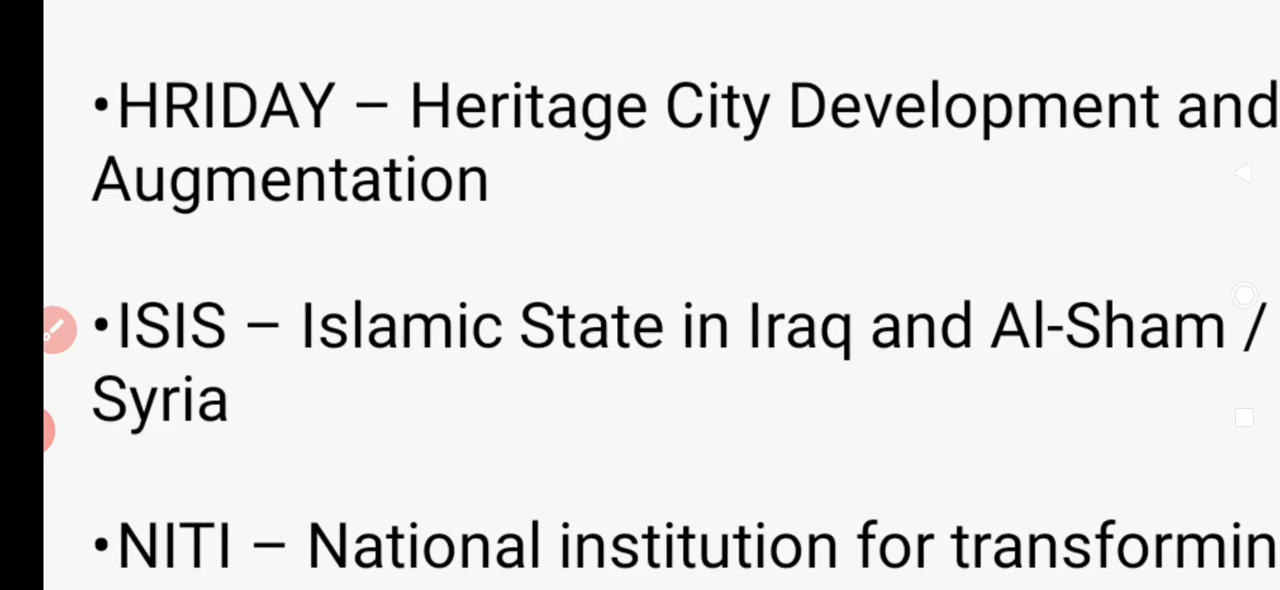 •HRIDAY – Heritage City Development and
Augmentation
•ISIS – Islamic State in Iraq and Al-Sham /
Syria
•NITI – National institution for transformin